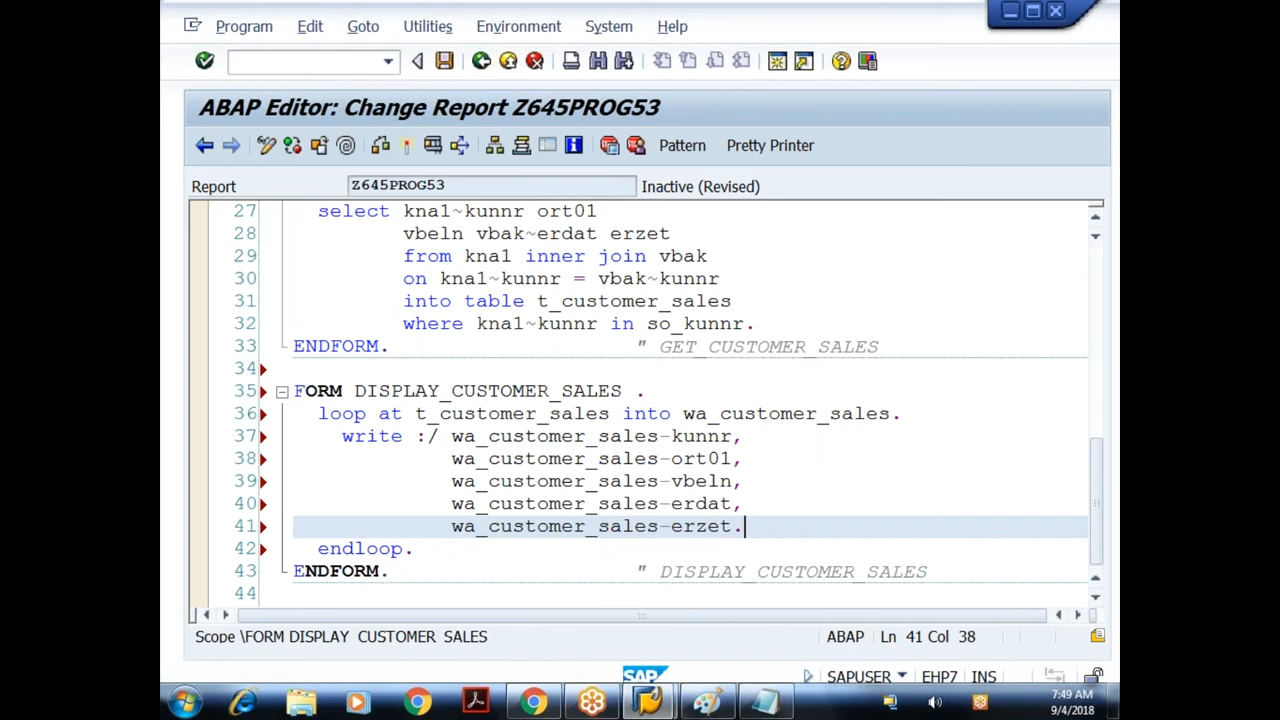 Program Edit Goto Utilities Environment System Help
ABAP Editor: Change Report Z645PROG53
Pattern Pretty Printer
Report Z645PROG53 Inactive (Revised)
27 select kna1~kunnr ort01
28 vbeln vbak~erdat erzet
29 from kna1 inner join vbak
30 on kna1~kunnr = vbak~kunnr
31 into table t_customer_sales
32 where kna1~kunnr in so_kunnr.
33 ENDFORM. " GET_CUSTOMER_SALES
34
35 FORM DISPLAY_CUSTOMER_SALES .
36 loop at t_customer_sales into wa_customer_sales.
37 write :/ wa_customer_sales-kunnr,
38 wa_customer_sales-ort01,
39 wa_customer_sales-vbeln,
40 wa_customer_sales-erdat,
41 wa_customer_sales-erzet.
42 endloop.
43 ENDFORM. " DISPLAY_CUSTOMER_SALES
44
Scope \FORM DISPLAY_CUSTOMER_SALES ABAP Ln 41 Col 38
SAP SAPUSER EHP7 INS
7:49 AM
9/4/2018